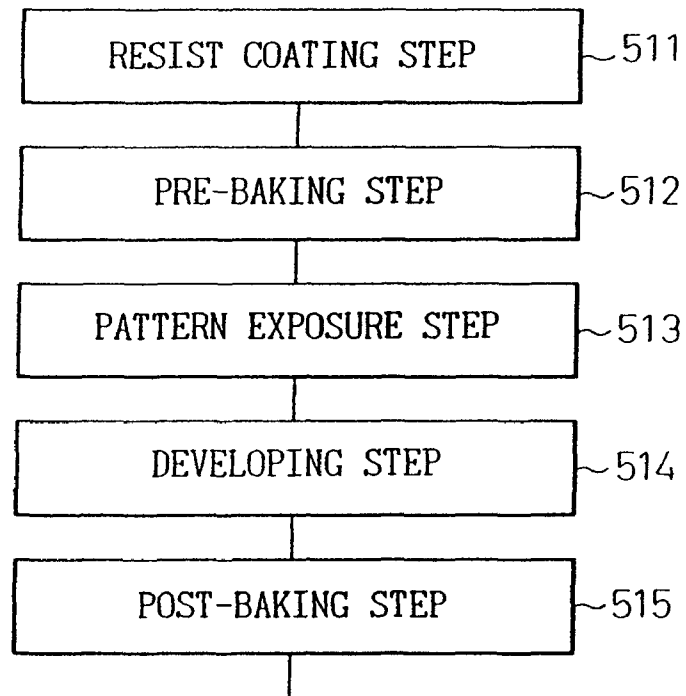 RESIST COATING STEP 511
PRE-BAKING STEP 512
PATTERN EXPOSURE STEP 513
DEVELOPING STEP 514
POST-BAKING STEP 515